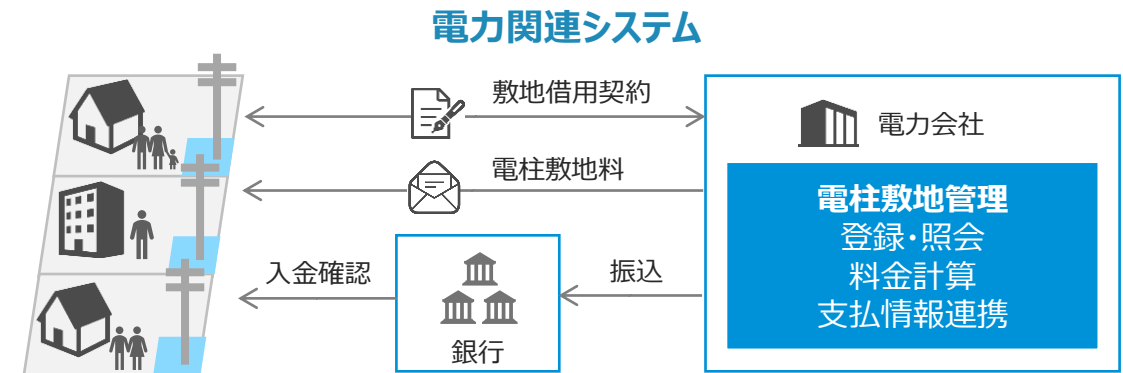 電力関連システム
敷地借用契約
電力会社
電柱敷地料
電柱敷地管理
登録・照会
料金計算
支払情報連携
入金確認
振込
銀行